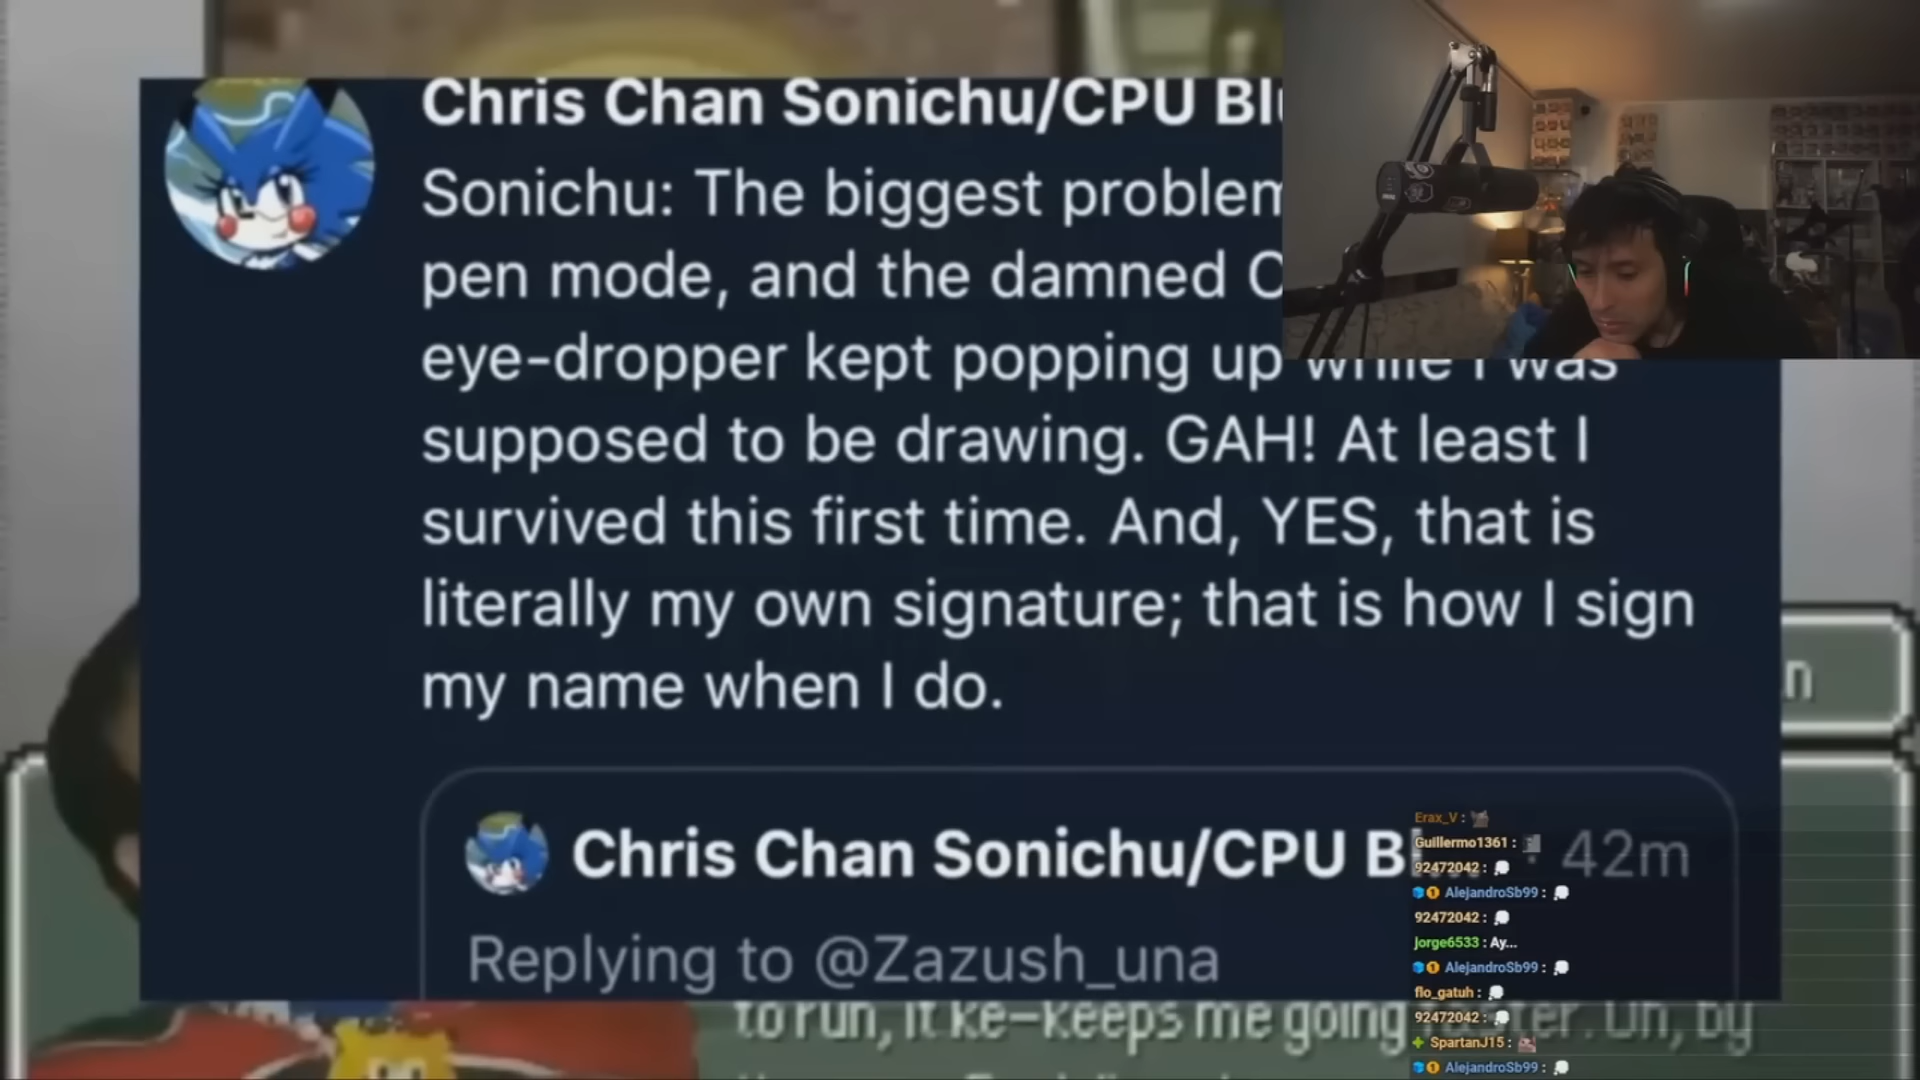 Chris Chan Sonichu/CPU
Sonichu: The biggest problem
pen mode, and the damned
eye-dropper kept popping up while I was
supposed to be drawing. GAH! At least I
survived this first time. And, YES, that is
literally my own signature; that is how I sign
my name when I do.
Chris Chan Sonichu/CPU B 42m
Replying to @Zazush_una
to run, it ke-keeps me going by
Erax_V :
Guillermo1361 :
92472042 :
AlejandroSb99 :
92472042 :
jorge6533 : Ay...
AlejandroSb99 :
flo_gatuh :
92472042 :
SpartanJ15 :
AlejandroSb99 :